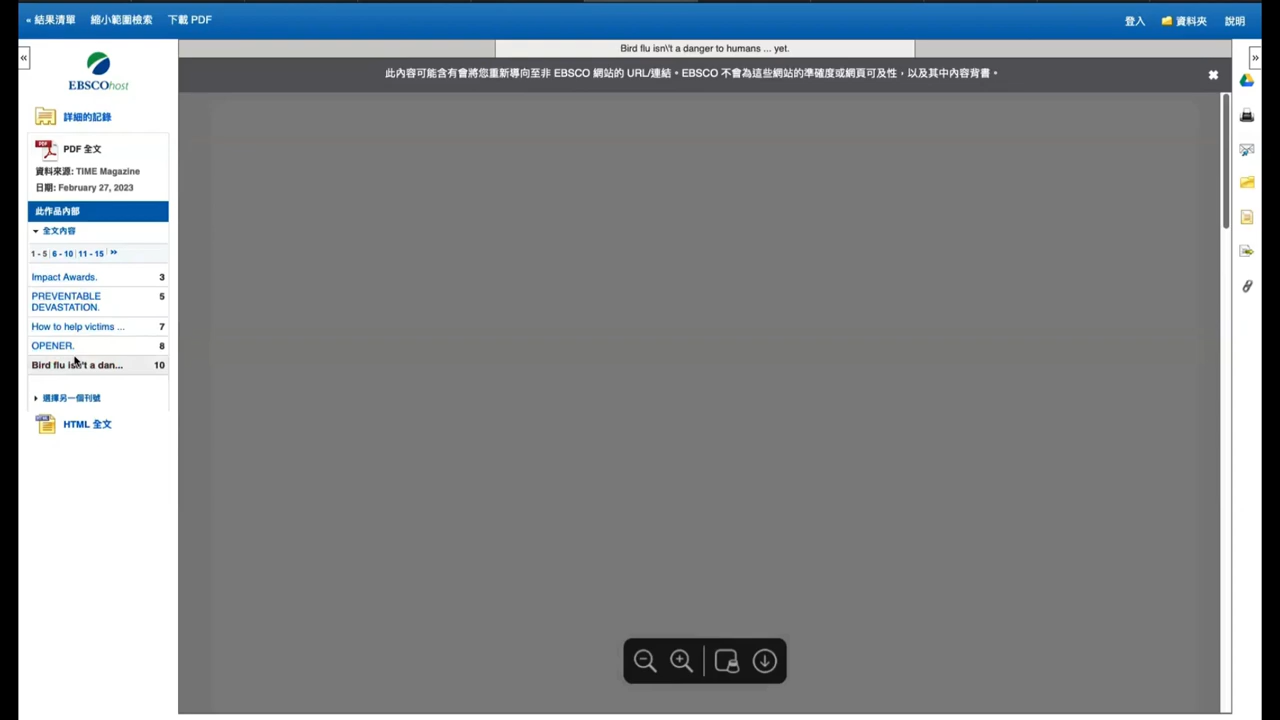 « 結果清單 縮小範圍檢索 下載 PDF 登入 資料夾 說明
« Bird flu isn\'t a danger to humans ... yet. »
此內容可能含有會將您重新導向至非 EBSCO 網站的 URL/連結。EBSCO 不會為這些網站的準確度或網頁可及性，以及其中內容背書。
EBSCOhost
詳細的記錄
PDF 全文
資料來源: TIME Magazine
日期: February 27, 2023
此作品內部
全文內容
1 - 5 | 6 - 10 | 11 - 15 | »
Impact Awards. 3
PREVENTABLE 5
DEVASTATION.
How to help victims ... 7
OPENER. 8
Bird flu isn\'t a dan... 10
選擇另一個刊號
HTML 全文